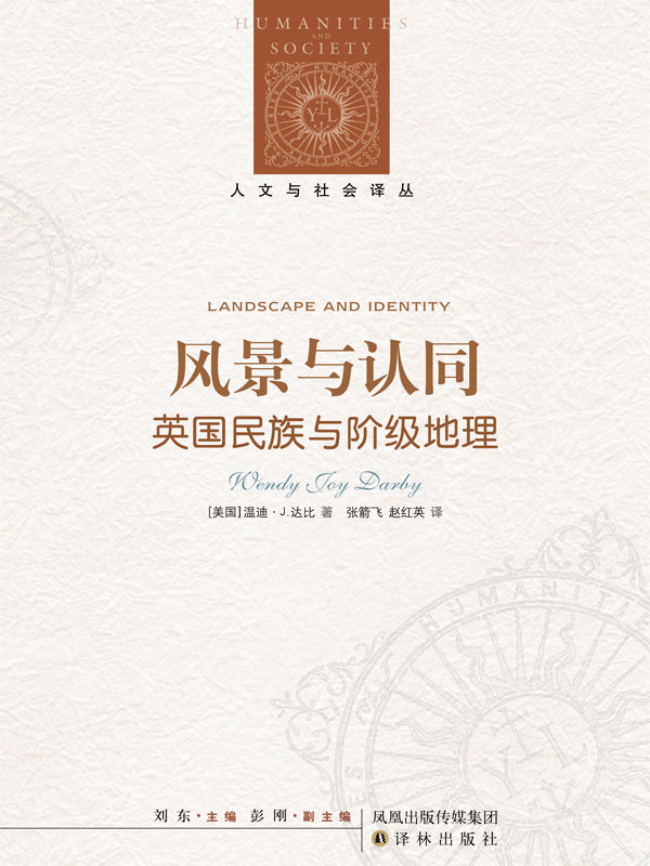 HUMANITIES
AND
SOCIETY
YL
人文与社会译丛
LANDSCAPE AND IDENTITY
风景与认同
英国民族与阶级地理
Wendy Joy Darby
[美国]温迪·J.达比 著 张箭飞 赵红英 译
HUMANITIES
YLL
刘东·主编 彭刚·副主编
凤凰出版传媒集团
译林出版社